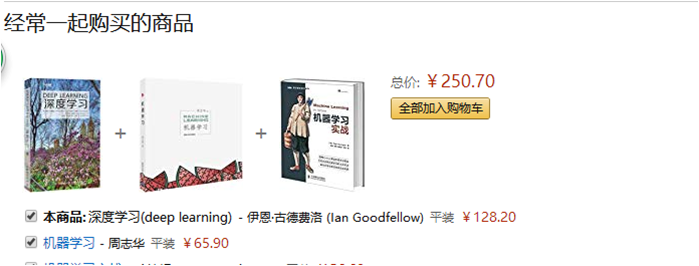 经常一起购买的商品
总价: ￥250.70
全部加入购物车
DEEP LEARNING
深度学习
+
MACHINE LEARNING
机器学习
+
Machine Learning
机器学习
实战
本商品: 深度学习(deep learning) - 伊恩·古德费洛 (Ian Goodfellow) 平装 ￥128.20
机器学习 - 周志华 平装 ￥65.90